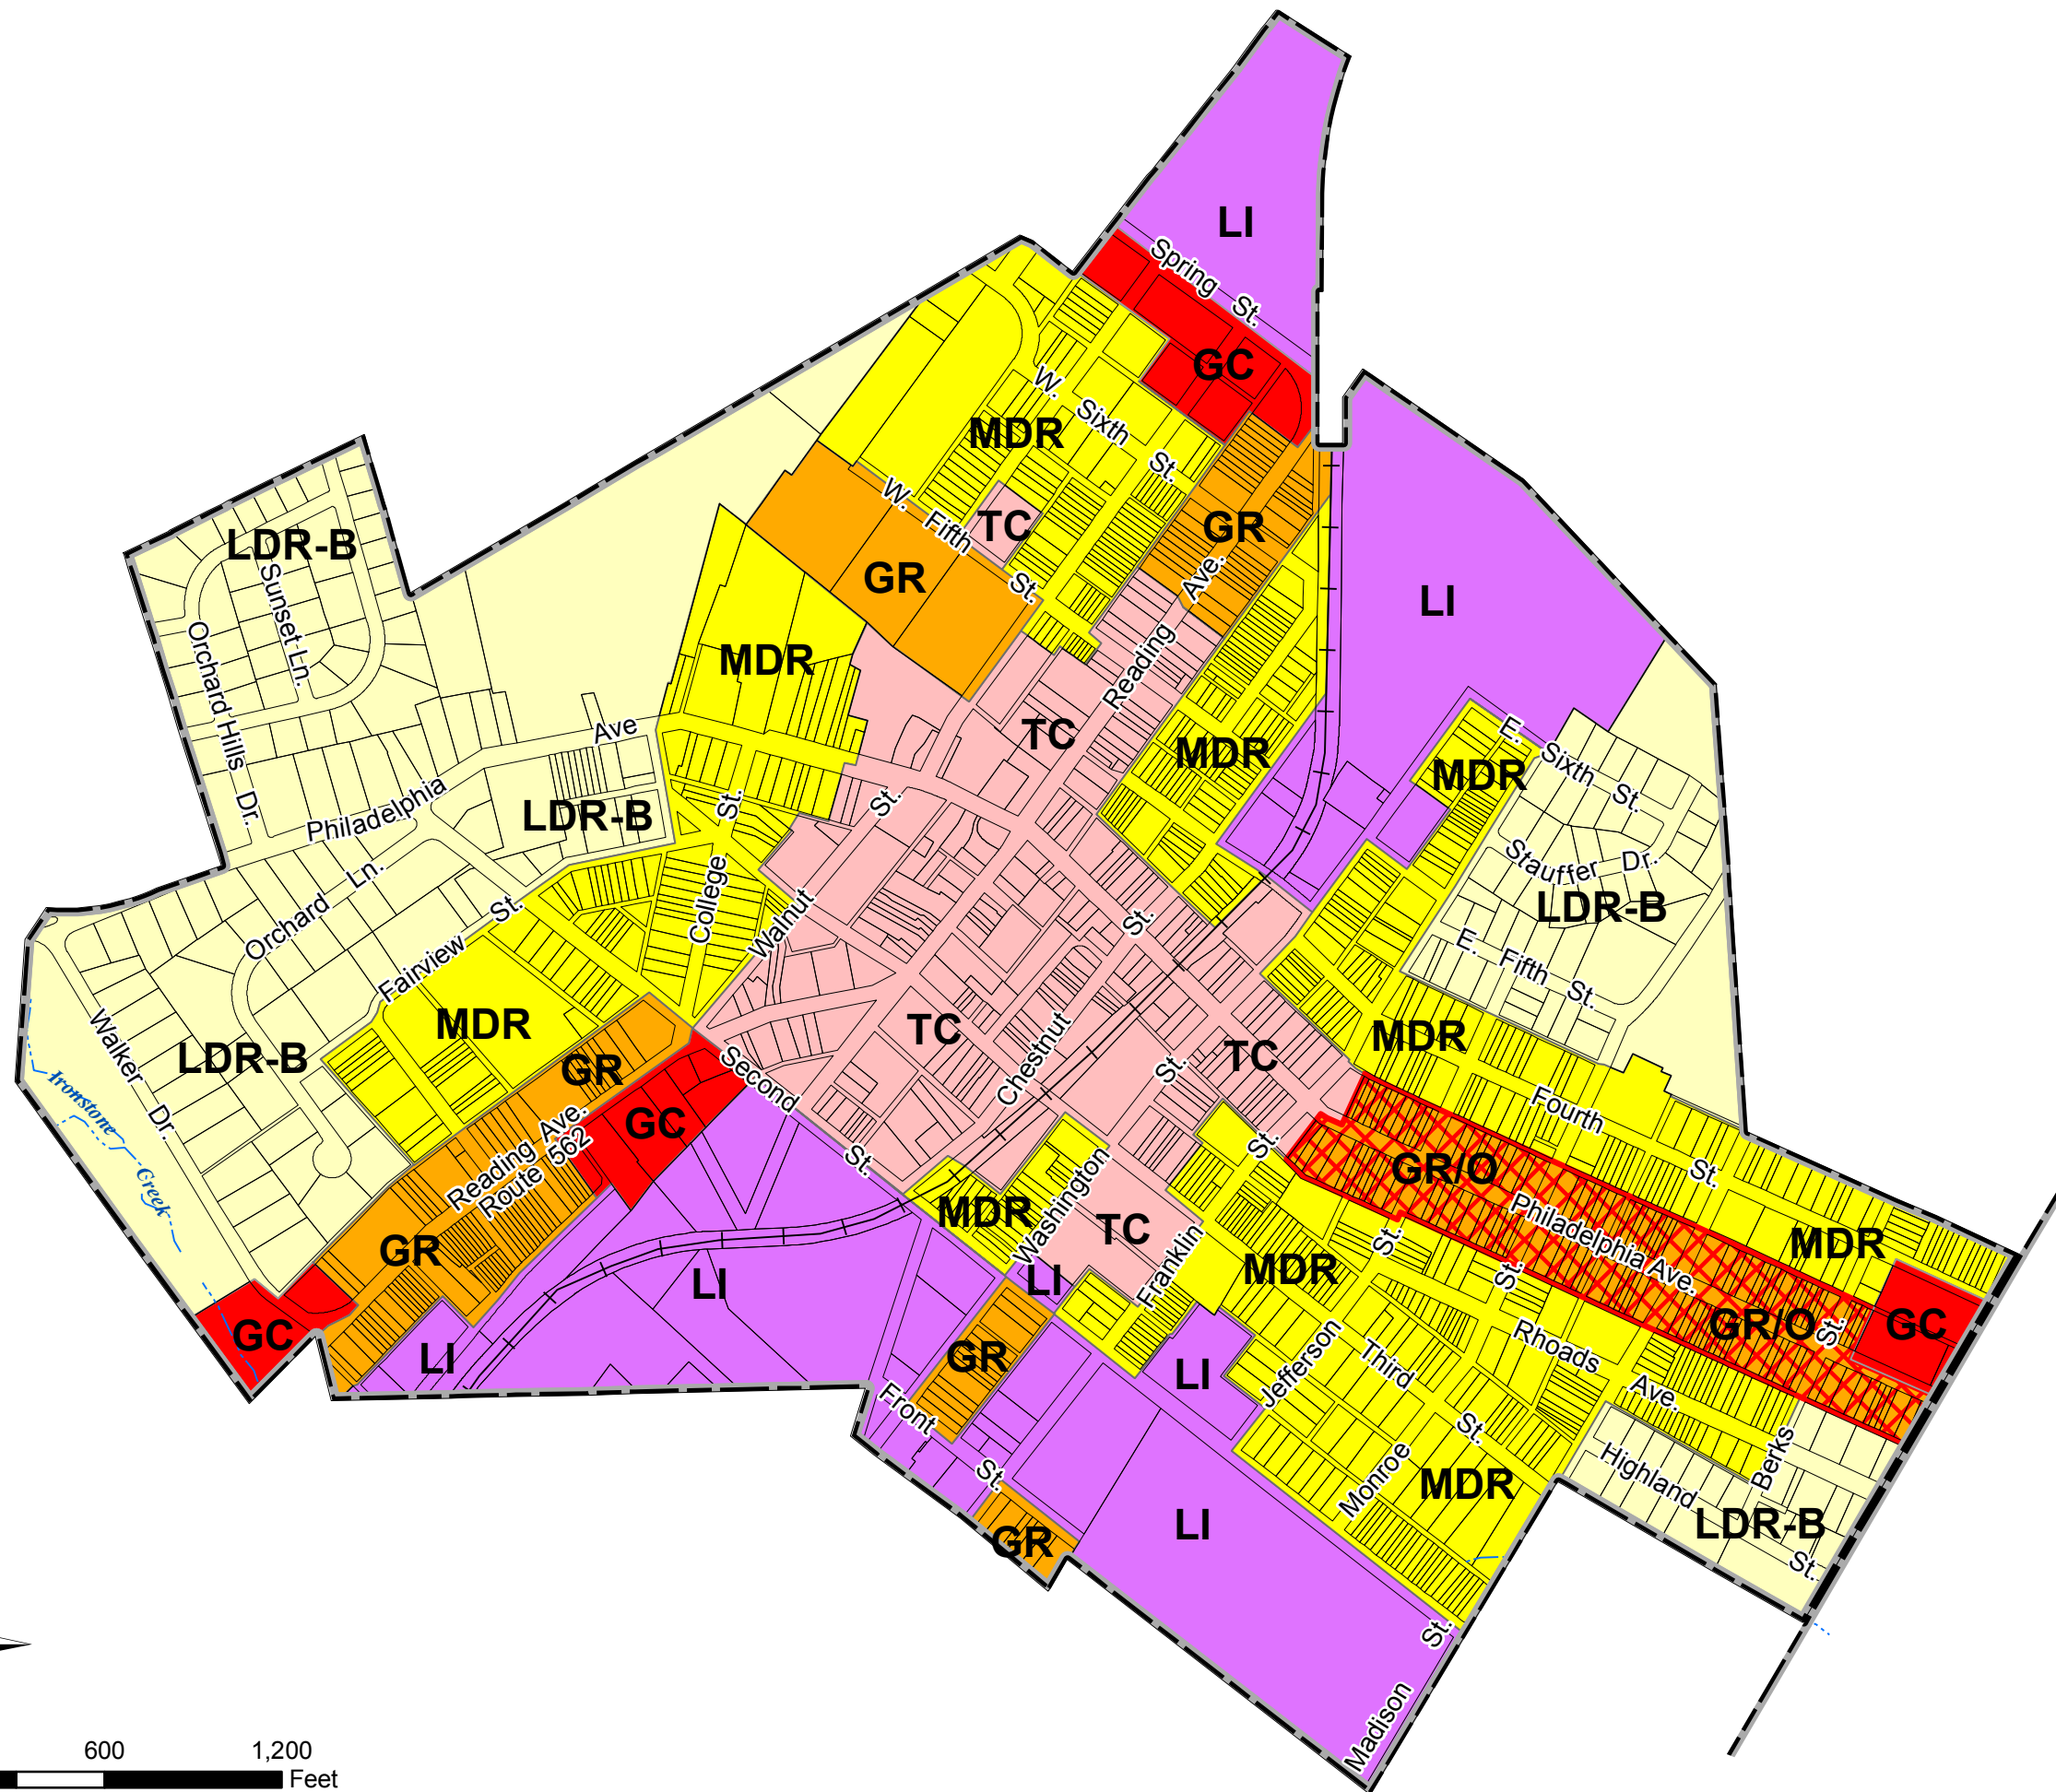 LI
Spring St.
GC
W. Sixth St.
MDR
TC
W. Fifth St.
GR
GR
LDR-B
Sunset Ln.
Orchard Hills Dr.
LI
MDR
Reading Ave.
TC
MDR
MDR
E. Sixth St.
Philadelphia Ave
LDR-B
College St.
Walnut St.
Stauffer Dr.
LDR-B
E. Fifth St.
Orchard Ln.
Fairview St.
MDR
TC
Chestnut St.
TC
MDR
Walker Dr.
LDR-B
Ironstone Creek
GR
Second St.
GC
Reading Ave.
Route 562
Fourth St.
GR/O
Philadelphia Ave.
MDR
MDR
Washington St.
TC
Franklin St.
MDR
GR
LI
LI
GC
LI
GR
Front St.
LI
Jefferson St.
Third St.
Rhoads Ave.
GR/O
GC
Monroe St.
MDR
Highland St.
Berks St.
LDR-B
GR
LI
Madison St.
600 1,200
Feet